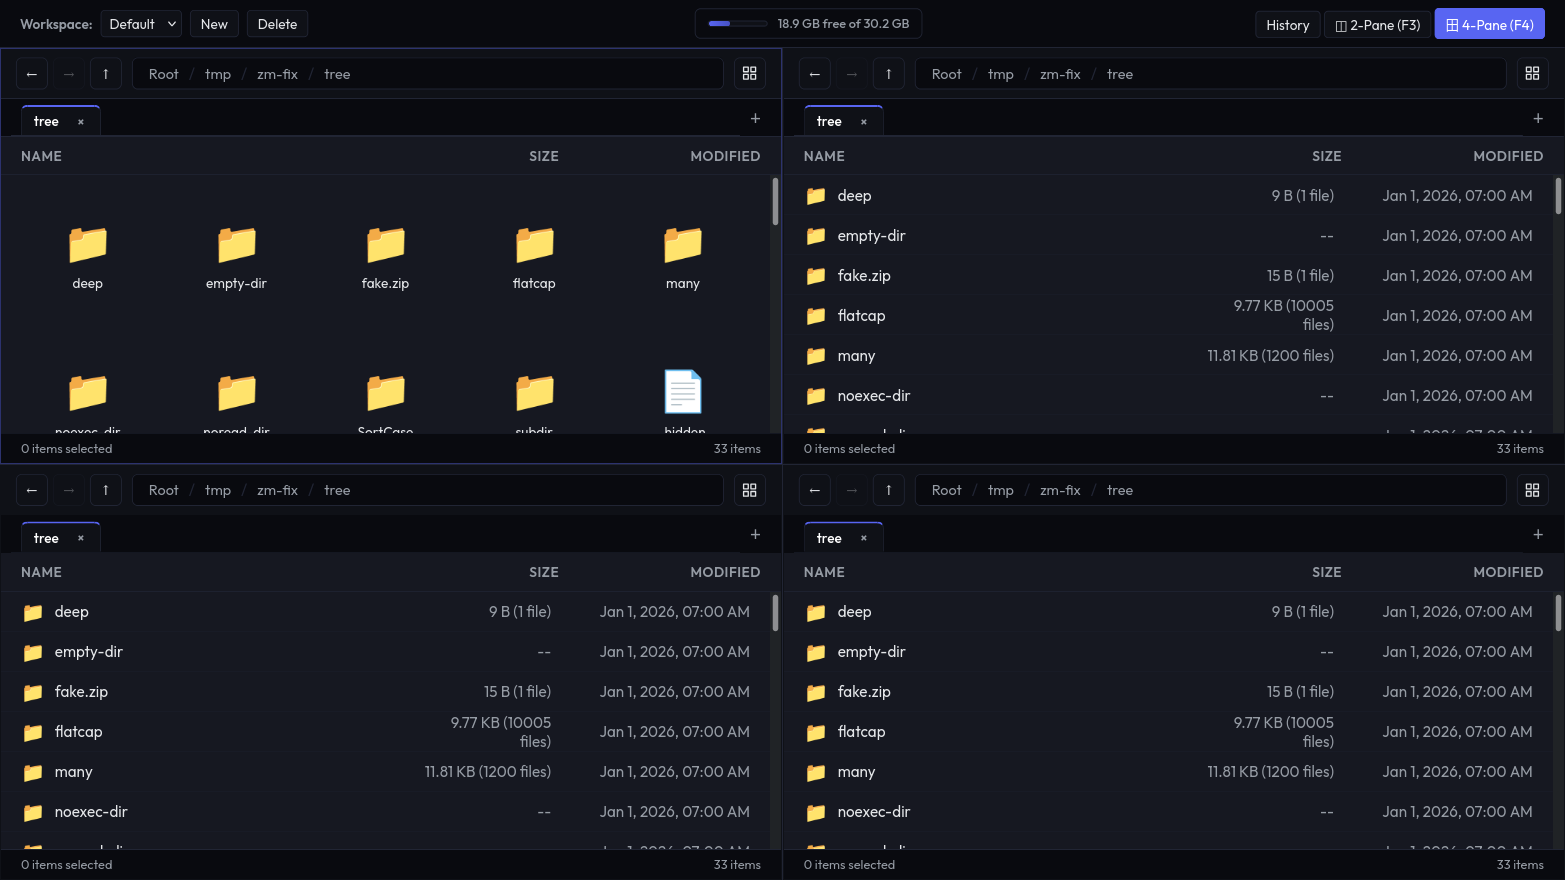 Workspace: Default New Delete 18.9 GB free of 30.2 GB History 2-Pane (F3) 4-Pane (F4)
← → ↑ Root / tmp / zm-fix / tree
tree × +
NAME SIZE MODIFIED
deep empty-dir fake.zip flatcap many
noexec-dir noread-dir SortCase subdir .hidden
0 items selected 33 items
← → ↑ Root / tmp / zm-fix / tree
tree × +
NAME SIZE MODIFIED
deep 9 B (1 file) Jan 1, 2026, 07:00 AM
empty-dir -- Jan 1, 2026, 07:00 AM
fake.zip 15 B (1 file) Jan 1, 2026, 07:00 AM
flatcap 9.77 KB (10005 files) Jan 1, 2026, 07:00 AM
many 11.81 KB (1200 files) Jan 1, 2026, 07:00 AM
noexec-dir -- Jan 1, 2026, 07:00 AM
0 items selected 33 items
← → ↑ Root / tmp / zm-fix / tree
tree × +
NAME SIZE MODIFIED
deep 9 B (1 file) Jan 1, 2026, 07:00 AM
empty-dir -- Jan 1, 2026, 07:00 AM
fake.zip 15 B (1 file) Jan 1, 2026, 07:00 AM
flatcap 9.77 KB (10005 files) Jan 1, 2026, 07:00 AM
many 11.81 KB (1200 files) Jan 1, 2026, 07:00 AM
noexec-dir -- Jan 1, 2026, 07:00 AM
0 items selected 33 items
← → ↑ Root / tmp / zm-fix / tree
tree × +
NAME SIZE MODIFIED
deep 9 B (1 file) Jan 1, 2026, 07:00 AM
empty-dir -- Jan 1, 2026, 07:00 AM
fake.zip 15 B (1 file) Jan 1, 2026, 07:00 AM
flatcap 9.77 KB (10005 files) Jan 1, 2026, 07:00 AM
many 11.81 KB (1200 files) Jan 1, 2026, 07:00 AM
noexec-dir -- Jan 1, 2026, 07:00 AM
0 items selected 33 items